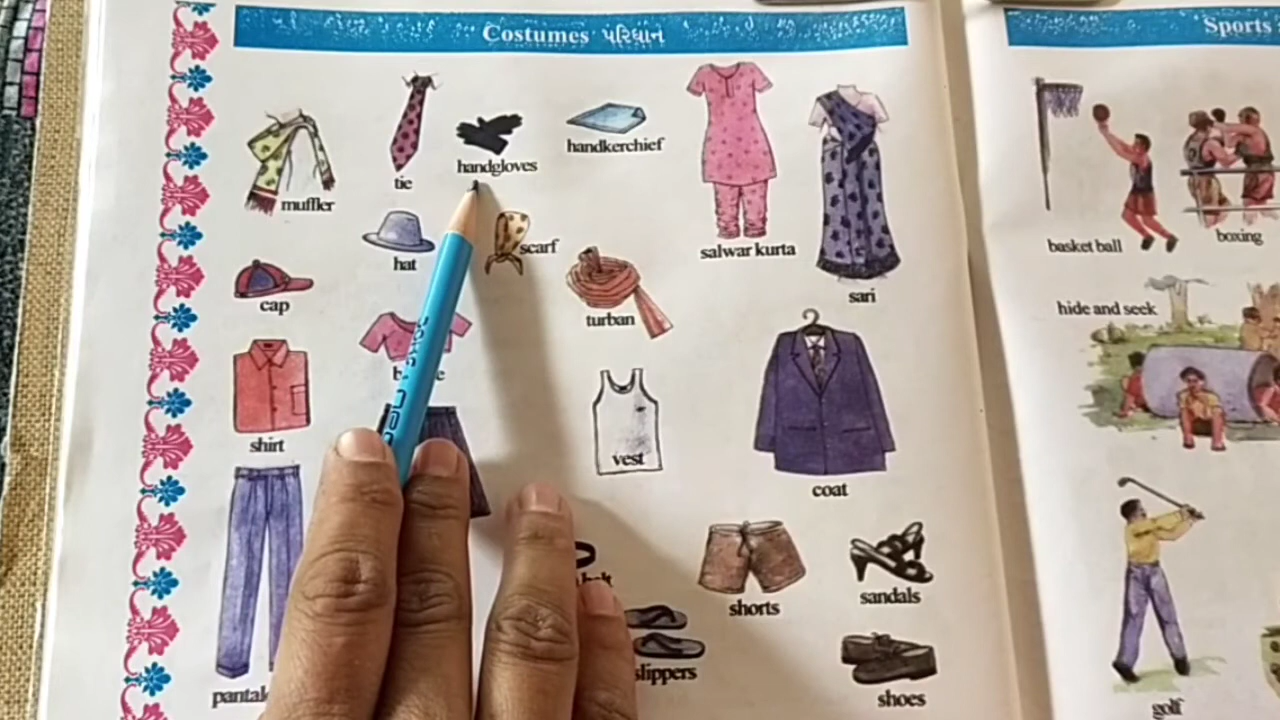 Costumes પરિધાન
Sports
muffler
tie
handgloves
handkerchief
salwar kurta
sari
hat
scarf
cap
turban
shirt
vest
coat
shorts
sandals
slippers
shoes
basket ball
boxing
hide and seek
golf